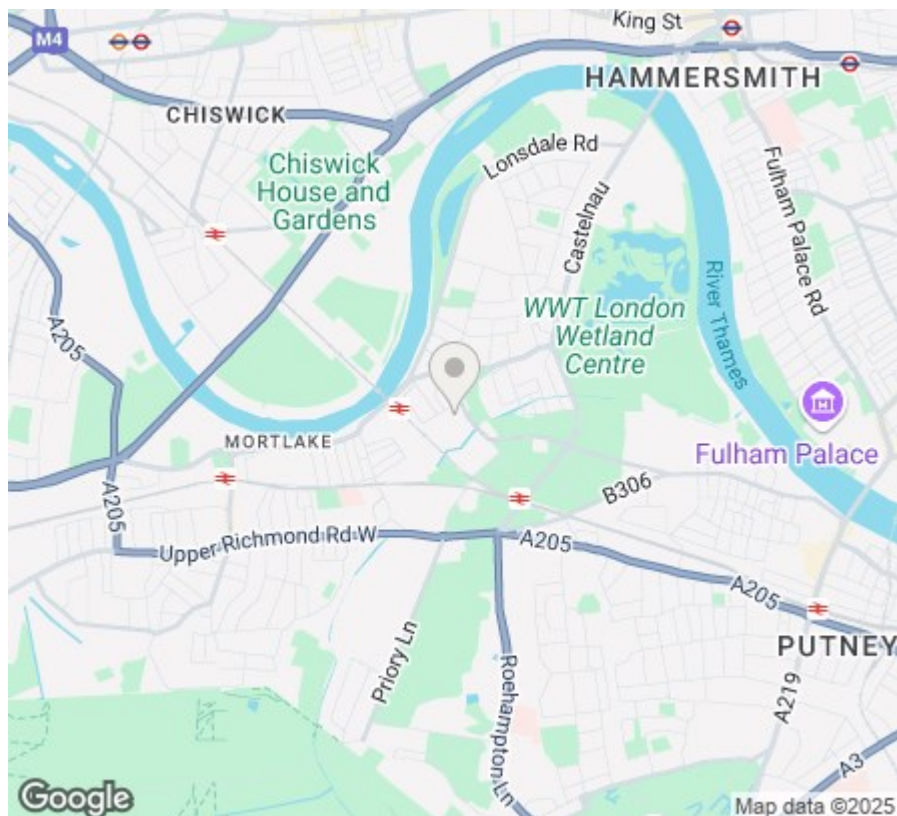 King St
M4
HAMMERSMITH
CHISWICK
Lonsdale Rd
Chiswick
House and
Gardens
Fulham Palace Rd
Castelnau
River Thames
WWT London
Wetland
Centre
A205
MORTLAKE
Fulham Palace
A205
B306
Upper Richmond Rd W
A205
A205
Priory Ln
Roehampton Ln
PUTNEY
A219
A3
Google
Map data ©2025